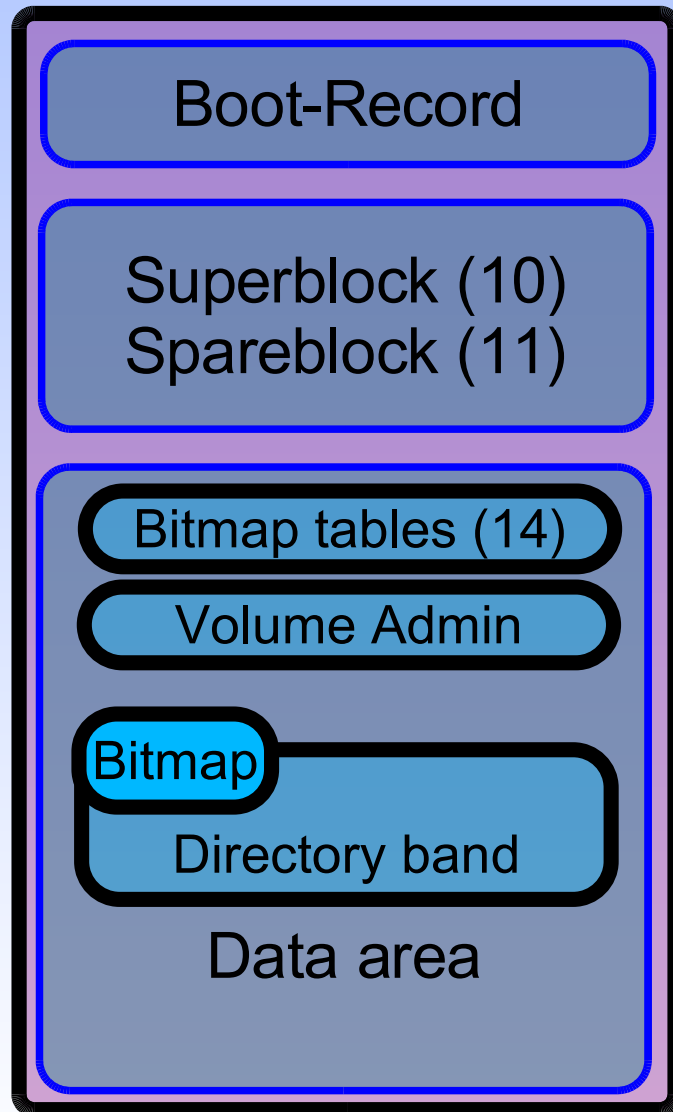 Boot-Record
Superblock (10)
Spareblock (11)
Bitmap tables (14)
Volume Admin
Bitmap
Directory band
Data area